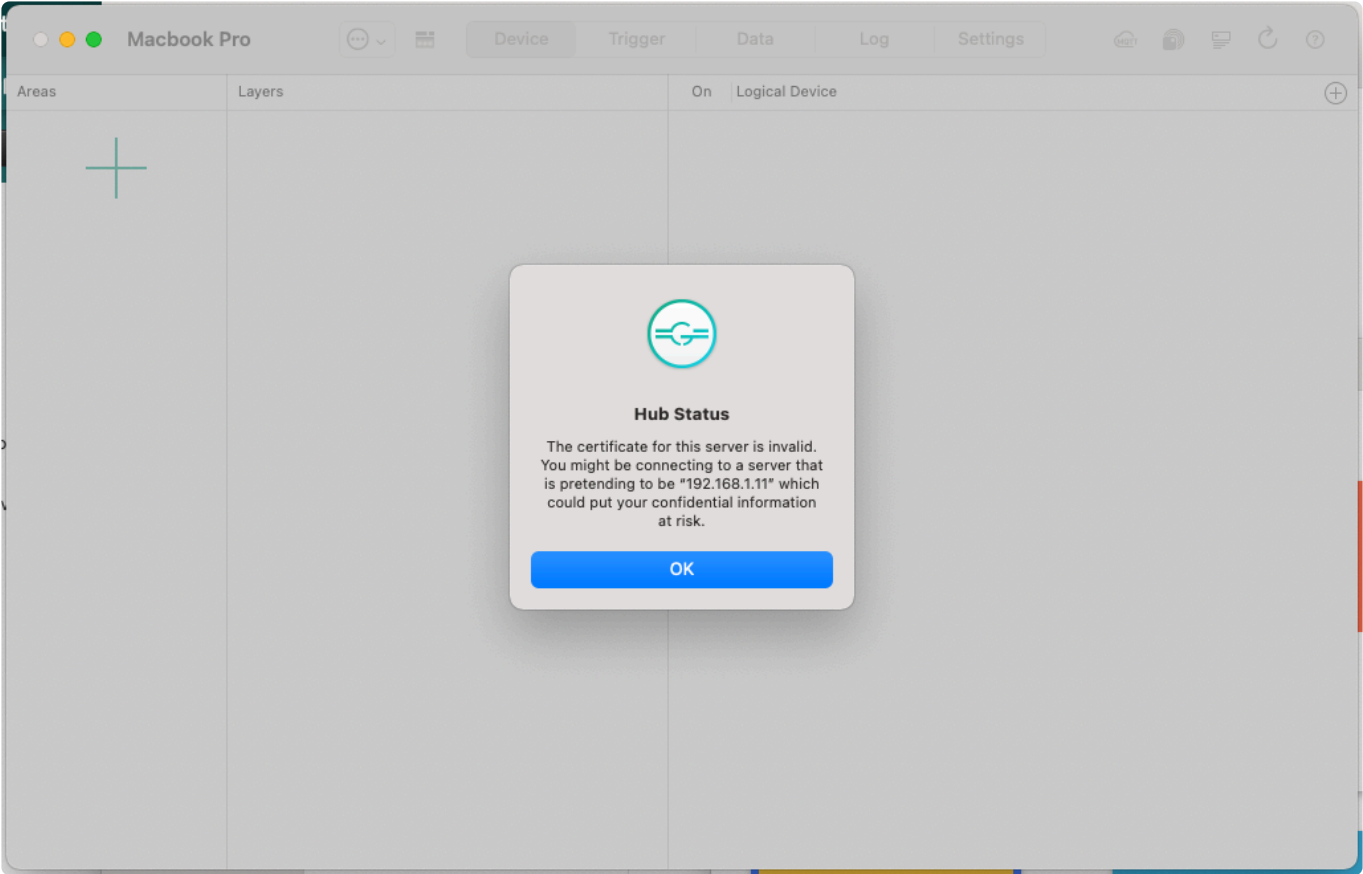 Macbook Pro
Device
Trigger
Data
Log
Settings
Areas
Layers
On
Logical Device
Hub Status
The certificate for this server is invalid.
You might be connecting to a server that
is pretending to be “192.168.1.11” which
could put your confidential information
at risk.
OK